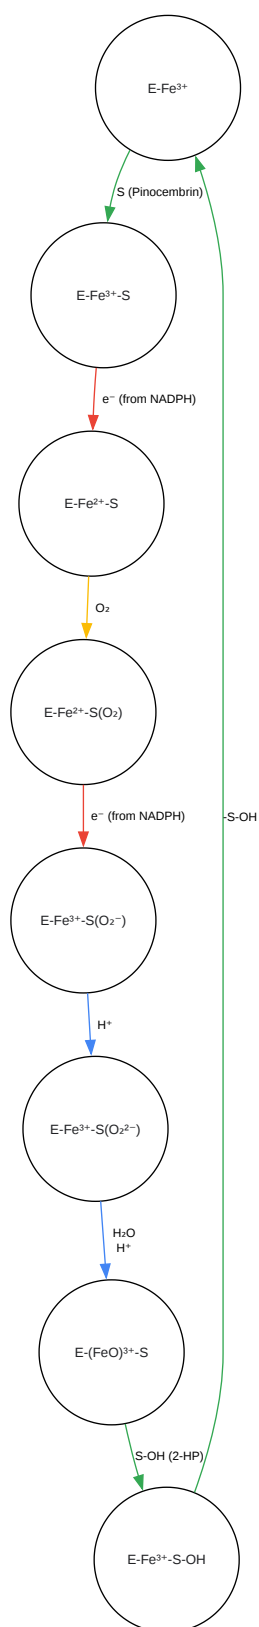 E-Fe³⁺
S (Pinocembrin)
E-Fe³⁺-S
e⁻ (from NADPH)
E-Fe²⁺-S
O₂
E-Fe²⁺-S(O₂)
e⁻ (from NADPH)
-S-OH
E-Fe³⁺-S(O₂⁻)
H⁺
E-Fe³⁺-S(O₂²⁻)
H₂O
H⁺
E-(FeO)³⁺-S
S-OH (2-HP)
E-Fe³⁺-S-OH